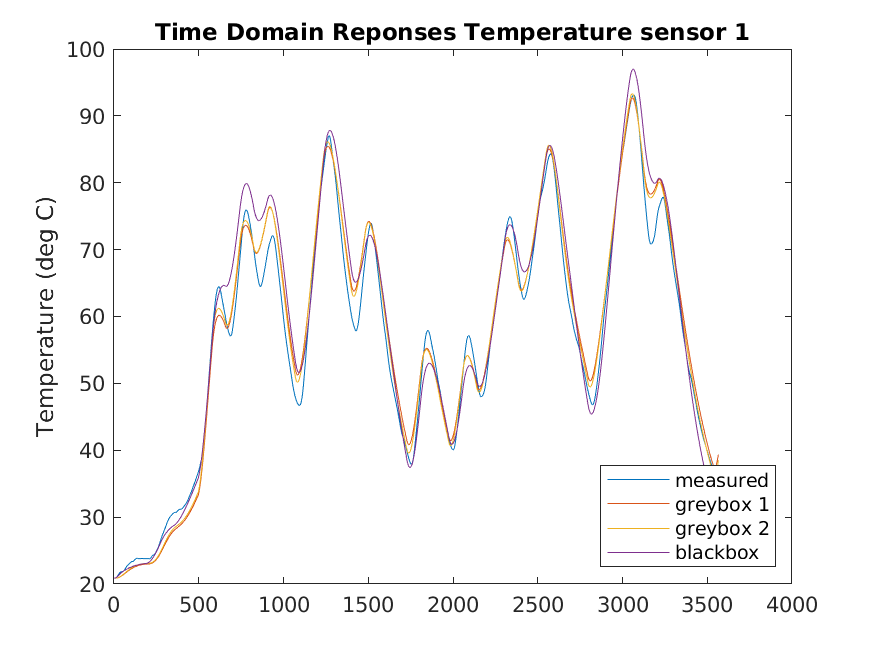 Time Domain Reponses Temperature sensor 1
Temperature (deg C)
100
90
80
70
60
50
40
30
20
0 500 1000 1500 2000 2500 3000 3500 4000
measured
greybox 1
greybox 2
blackbox